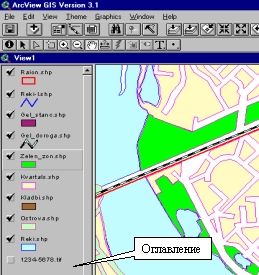 ArcView GIS Version 3.1
File Edit View Theme Graphics Window Help
View1
Raion.shp
Reki-l.shp
Gel_stanc.shp
Gel_doroga.shp
Zelen_zon.shp
Kvartals.shp
Kladbi.shp
Ostrova.shp
Reki.shp
1234-5678.tif
Оглавление